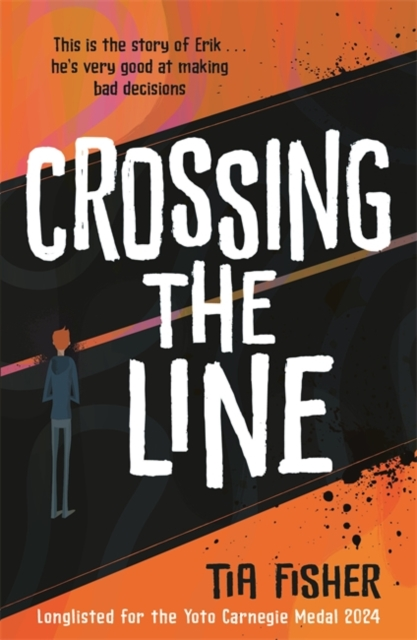 This is the story of Erik . . .
he's very good at making
bad decisions
CROSSING
THE
LINE
TIA FISHER
Longlisted for the Yoto Carnegie Medal 2024